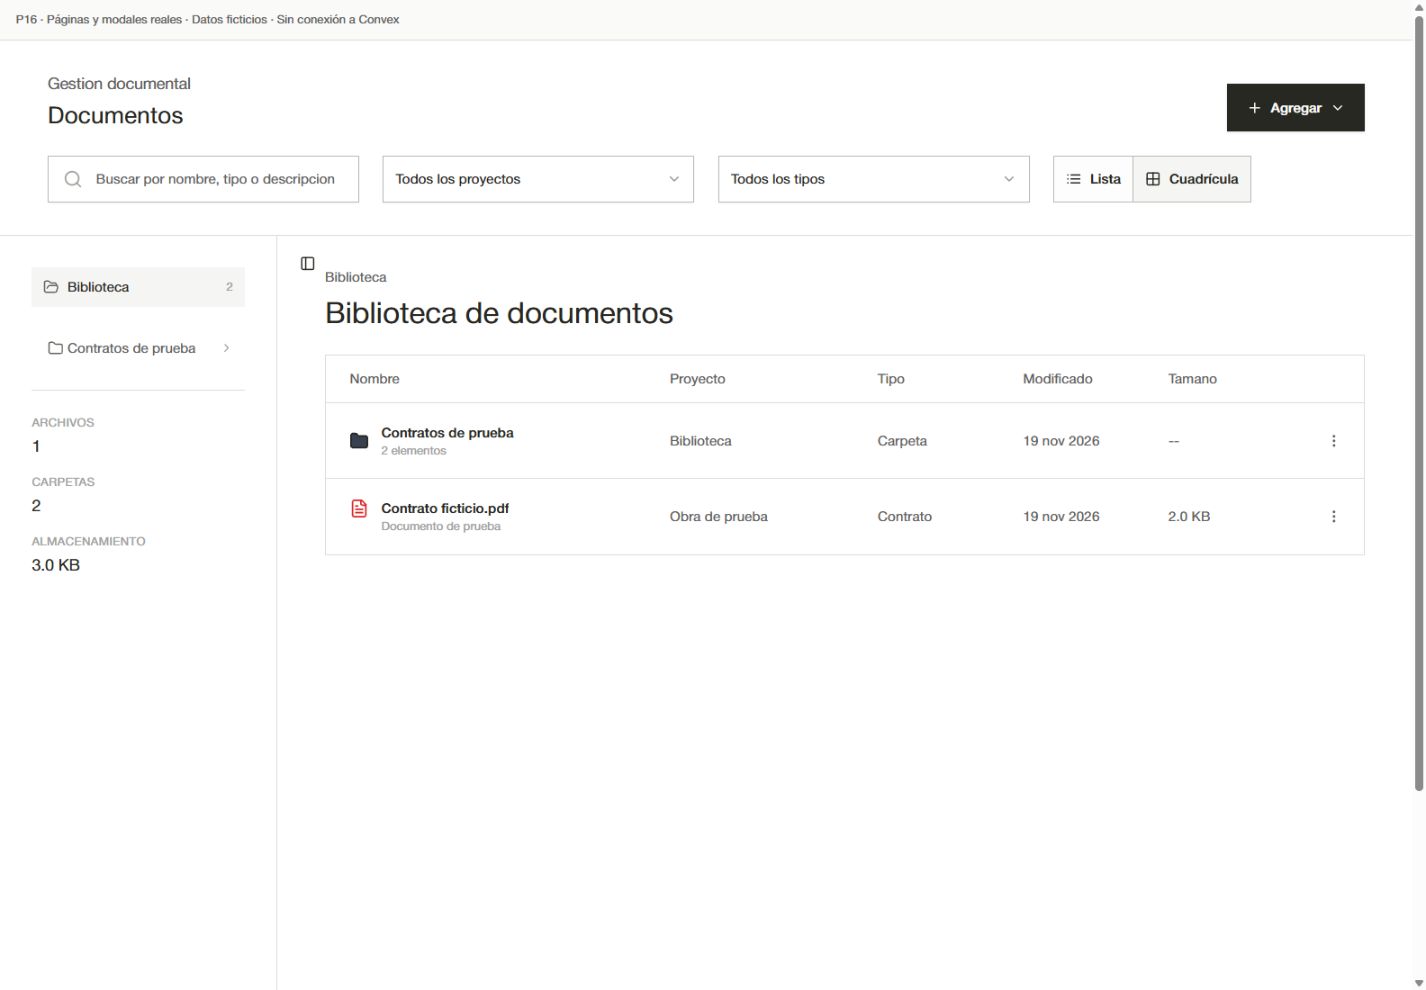 P16 · Páginas y modales reales · Datos ficticios · Sin conexión a Convex
Gestion documental
Documentos
Agregar
Buscar por nombre, tipo o descripcion
Todos los proyectos
Todos los tipos
Lista
Cuadrícula
Biblioteca 2
Contratos de prueba
ARCHIVOS
1
CARPETAS
2
ALMACENAMIENTO
3.0 KB
Biblioteca
Biblioteca de documentos
Nombre Proyecto Tipo Modificado Tamano
Contratos de prueba Biblioteca Carpeta 19 nov 2026 --
2 elementos
Contrato ficticio.pdf Obra de prueba Contrato 19 nov 2026 2.0 KB
Documento de prueba